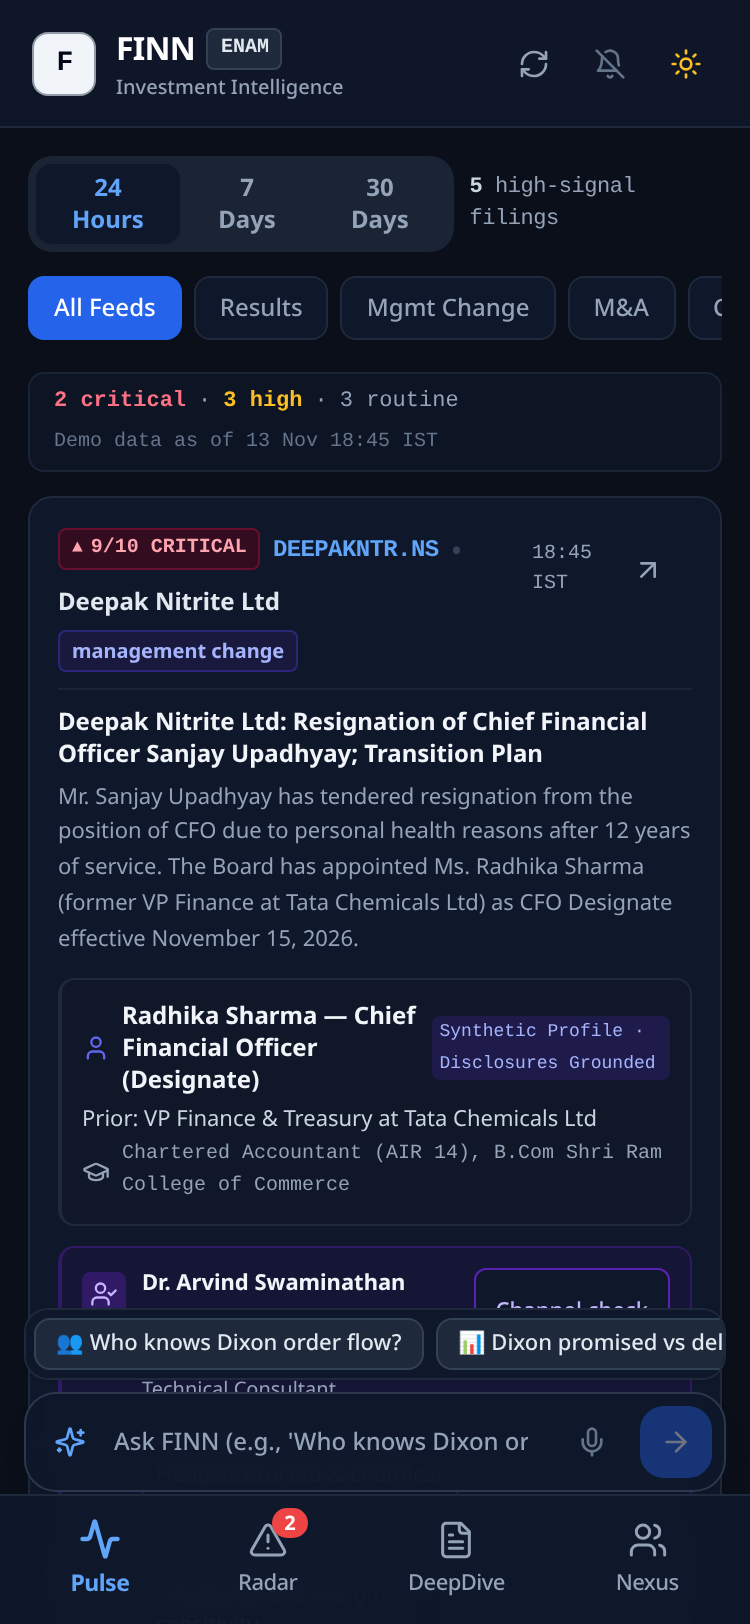 F
FINN ENAM
Investment Intelligence
24 Hours
7 Days
30 Days
5 high-signal filings
All Feeds
Results
Mgmt Change
M&A
2 critical · 3 high · 3 routine
Demo data as of 13 Nov 18:45 IST
▲ 9/10 CRITICAL DEEPAKNTR.NS •
18:45 IST
Deepak Nitrite Ltd
management change
Deepak Nitrite Ltd: Resignation of Chief Financial
Officer Sanjay Upadhyay; Transition Plan
Mr. Sanjay Upadhyay has tendered resignation from the
position of CFO due to personal health reasons after 12 years
of service. The Board has appointed Ms. Radhika Sharma
(former VP Finance at Tata Chemicals Ltd) as CFO Designate
effective November 15, 2026.
Radhika Sharma — Chief
Financial Officer
(Designate)
Synthetic Profile ·
Disclosures Grounded
Prior: VP Finance & Treasury at Tata Chemicals Ltd
Chartered Accountant (AIR 14), B.Com Shri Ram
College of Commerce
Dr. Arvind Swaminathan
Channel check
👥 Who knows Dixon order flow?
📊 Dixon promised vs del
Technical Consultant
Ask FINN (e.g., 'Who knows Dixon or
2
Pulse
Radar
DeepDive
Nexus
sensitivity